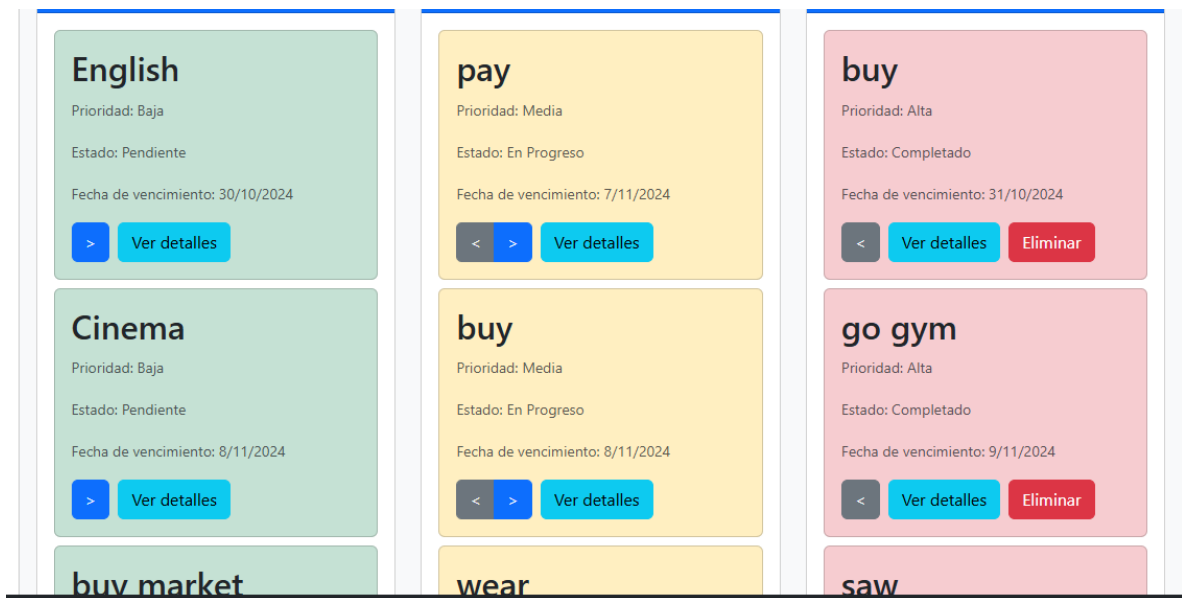 English
Prioridad: Baja
Estado: Pendiente
Fecha de vencimiento: 30/10/2024
> Ver detalles
Cinema
Prioridad: Baja
Estado: Pendiente
Fecha de vencimiento: 8/11/2024
> Ver detalles
buy market
pay
Prioridad: Media
Estado: En Progreso
Fecha de vencimiento: 7/11/2024
< > Ver detalles
buy
Prioridad: Media
Estado: En Progreso
Fecha de vencimiento: 8/11/2024
< > Ver detalles
wear
buy
Prioridad: Alta
Estado: Completado
Fecha de vencimiento: 31/10/2024
< Ver detalles Eliminar
go gym
Prioridad: Alta
Estado: Completado
Fecha de vencimiento: 9/11/2024
< Ver detalles Eliminar
saw